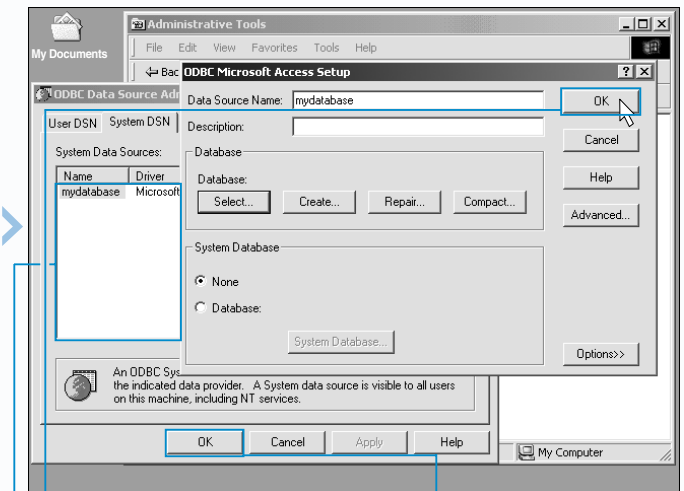 My Documents
Administrative Tools
File Edit View Favorites Tools Help
Bac
ODBC Microsoft Access Setup
ODBC Data Source Adr
Data Source Name: mydatabase
OK
User DSN System DSN
Description:
Cancel
System Data Sources:
Database
Name Driver
Database:
Help
mydatabase Microsoft
Select... Create... Repair... Compact...
Advanced...
System Database
None
Database:
System Database...
Options>>
An ODBC Sys
the indicated data provider. A System data source is visible to all users
on this machine, including NT services.
OK Cancel Apply Help
My Computer